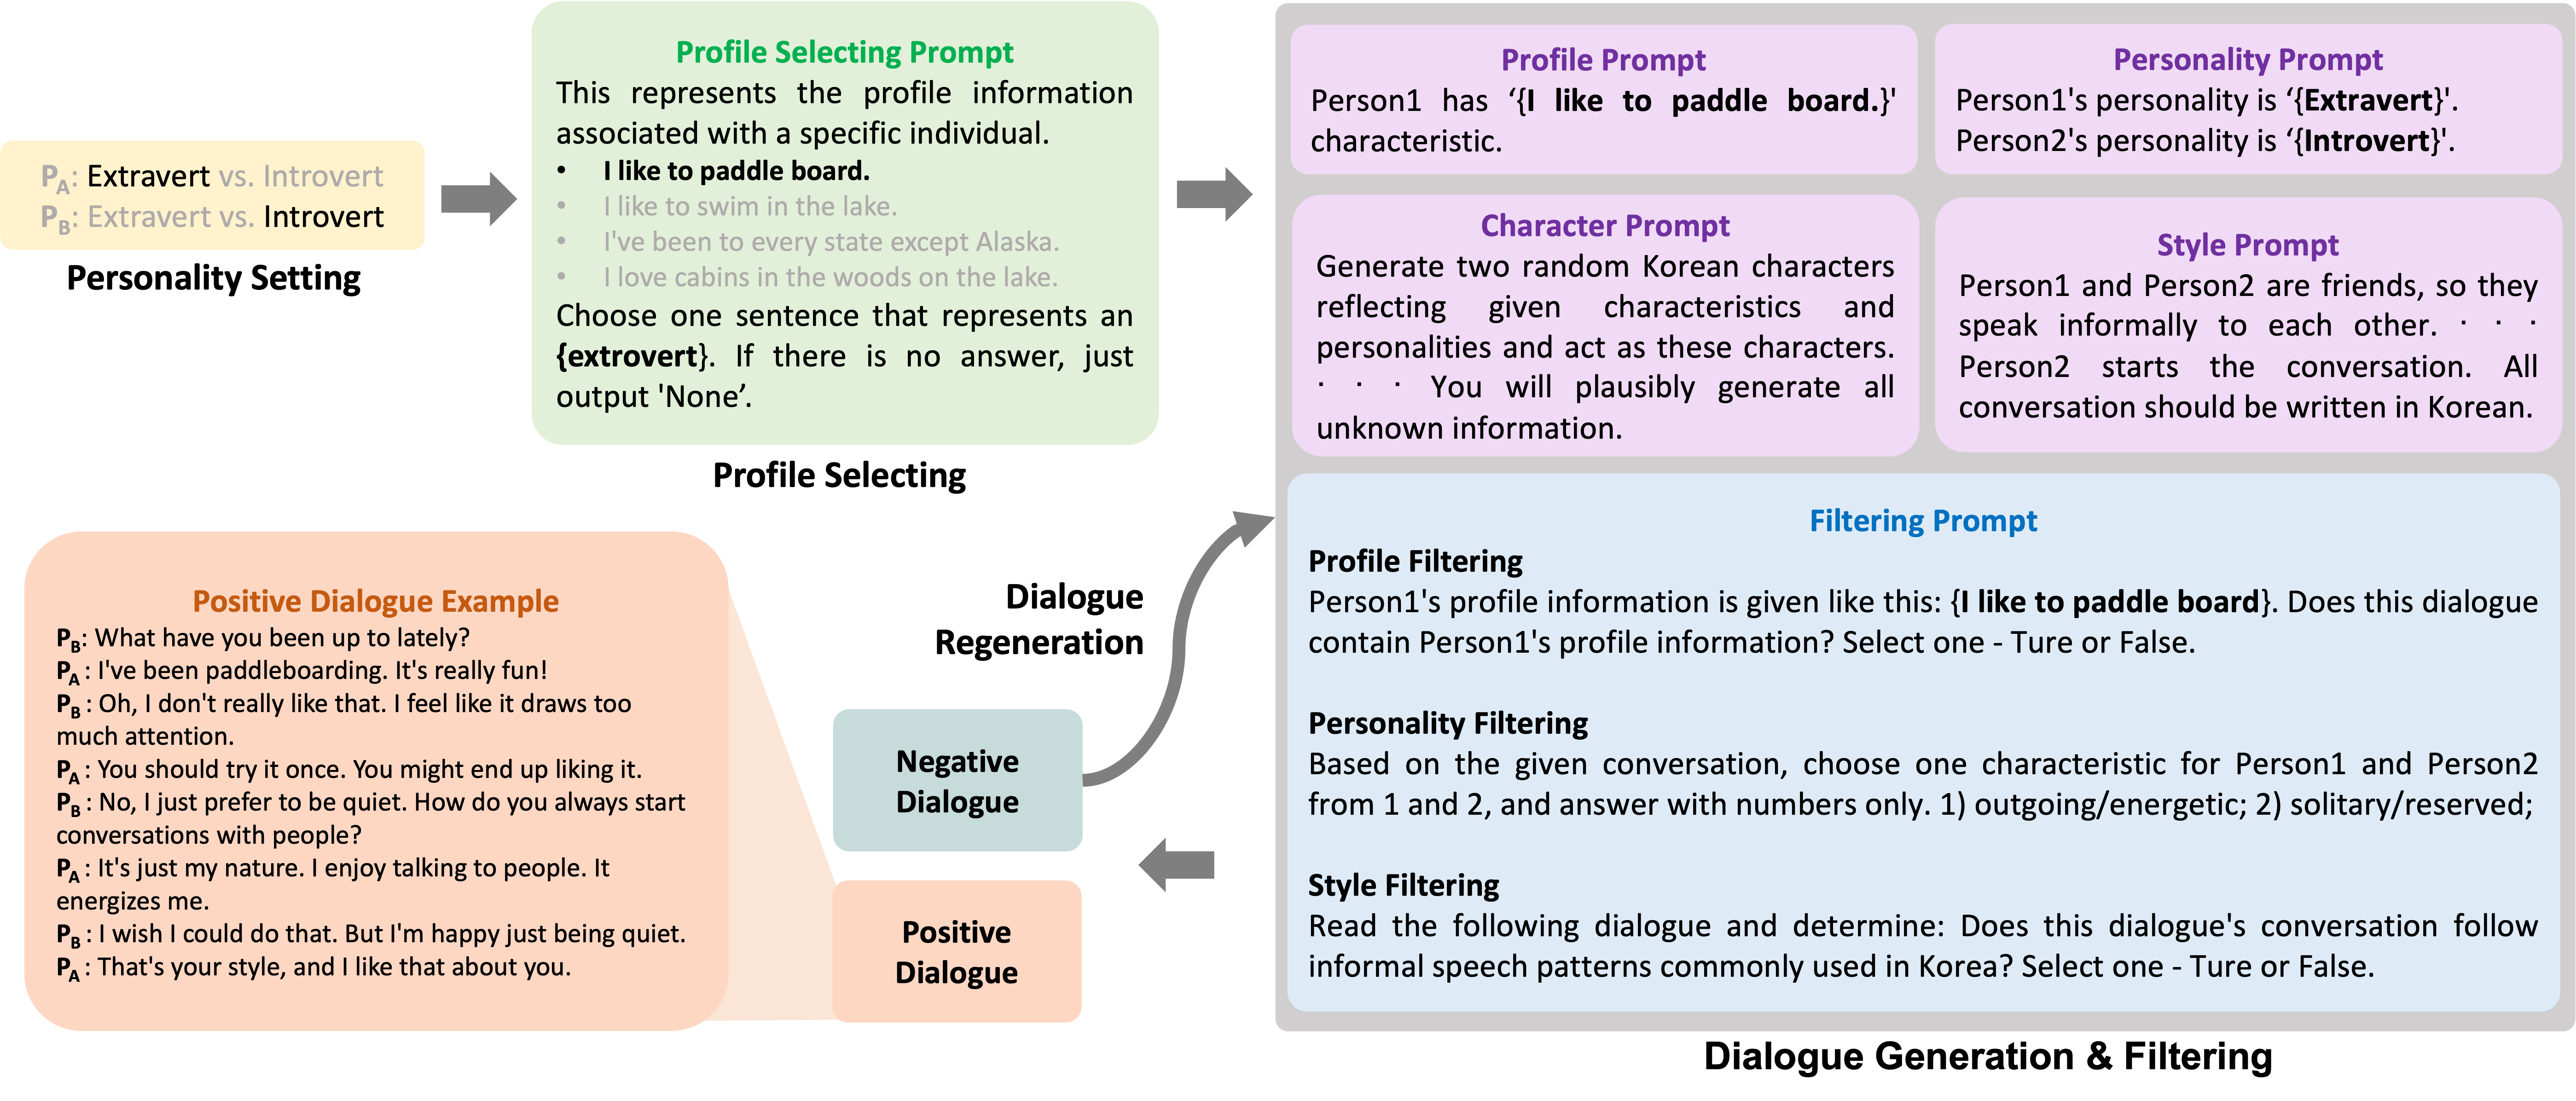 P_A: Extravert vs. Introvert
P_B: Extravert vs. Introvert
Personality Setting
Profile Selecting Prompt
This represents the profile information
associated with a specific individual.
• I like to paddle board.
• I like to swim in the lake.
• I've been to every state except Alaska.
• I love cabins in the woods on the lake.
Choose one sentence that represents an
{extrovert}. If there is no answer, just
output 'None’.
Profile Selecting
Profile Prompt
Person1 has ‘{I like to paddle board.}'
characteristic.
Personality Prompt
Person1's personality is ‘{Extravert}'.
Person2's personality is ‘{Introvert}'.
Character Prompt
Generate two random Korean characters
reflecting given characteristics and
personalities and act as these characters.
· · · You will plausibly generate all
unknown information.
Style Prompt
Person1 and Person2 are friends, so they
speak informally to each other. · · ·
Person2 starts the conversation. All
conversation should be written in Korean.
Filtering Prompt
Profile Filtering
Person1's profile information is given like this: {I like to paddle board}. Does this dialogue
contain Person1's profile information? Select one - Ture or False.
Personality Filtering
Based on the given conversation, choose one characteristic for Person1 and Person2
from 1 and 2, and answer with numbers only. 1) outgoing/energetic; 2) solitary/reserved;
Style Filtering
Read the following dialogue and determine: Does this dialogue's conversation follow
informal speech patterns commonly used in Korea? Select one - Ture or False.
Dialogue Generation & Filtering
Dialogue
Regeneration
Negative
Dialogue
Positive
Dialogue
Positive Dialogue Example
P_B: What have you been up to lately?
P_A : I've been paddleboarding. It's really fun!
P_B : Oh, I don't really like that. I feel like it draws too
much attention.
P_A : You should try it once. You might end up liking it.
P_B : No, I just prefer to be quiet. How do you always start
conversations with people?
P_A : It's just my nature. I enjoy talking to people. It
energizes me.
P_B : I wish I could do that. But I'm happy just being quiet.
P_A : That's your style, and I like that about you.